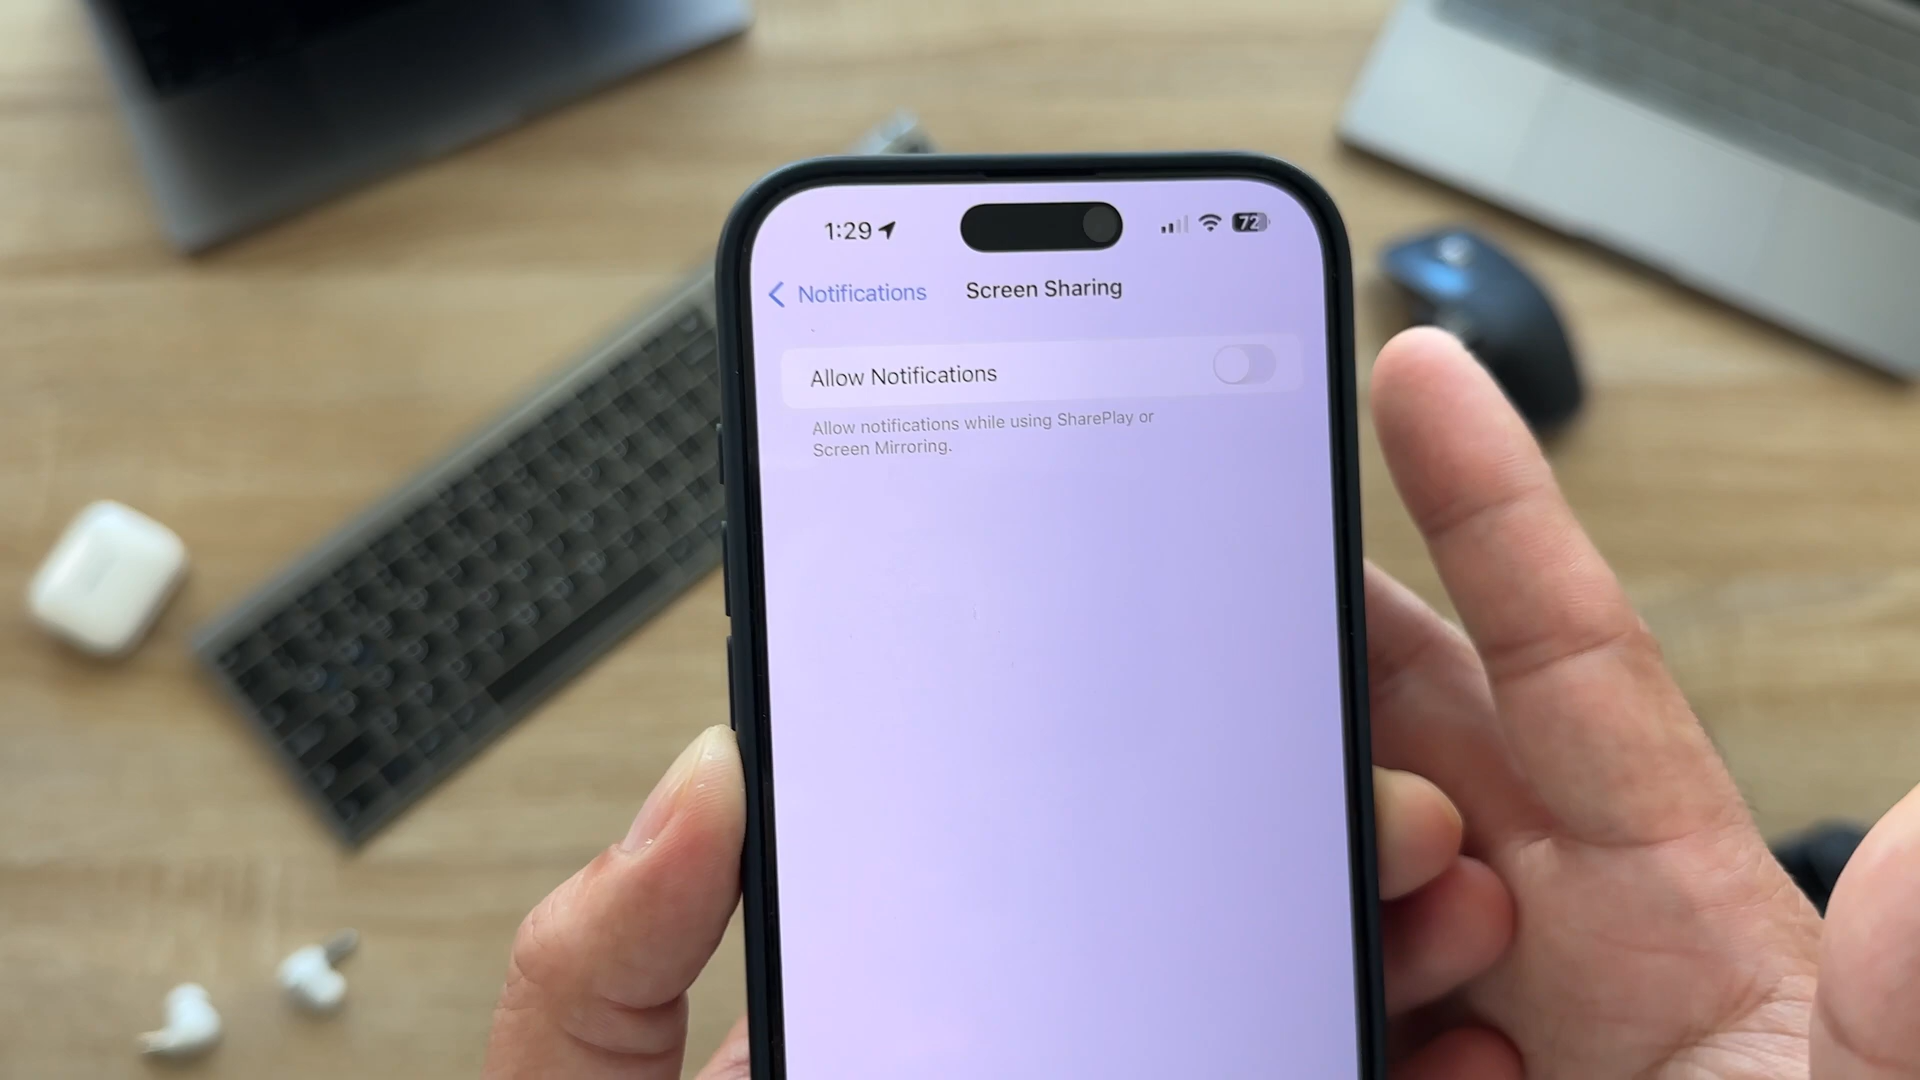 1:29
72
Notifications
Screen Sharing
Allow Notifications
Allow notifications while using SharePlay or
Screen Mirroring.